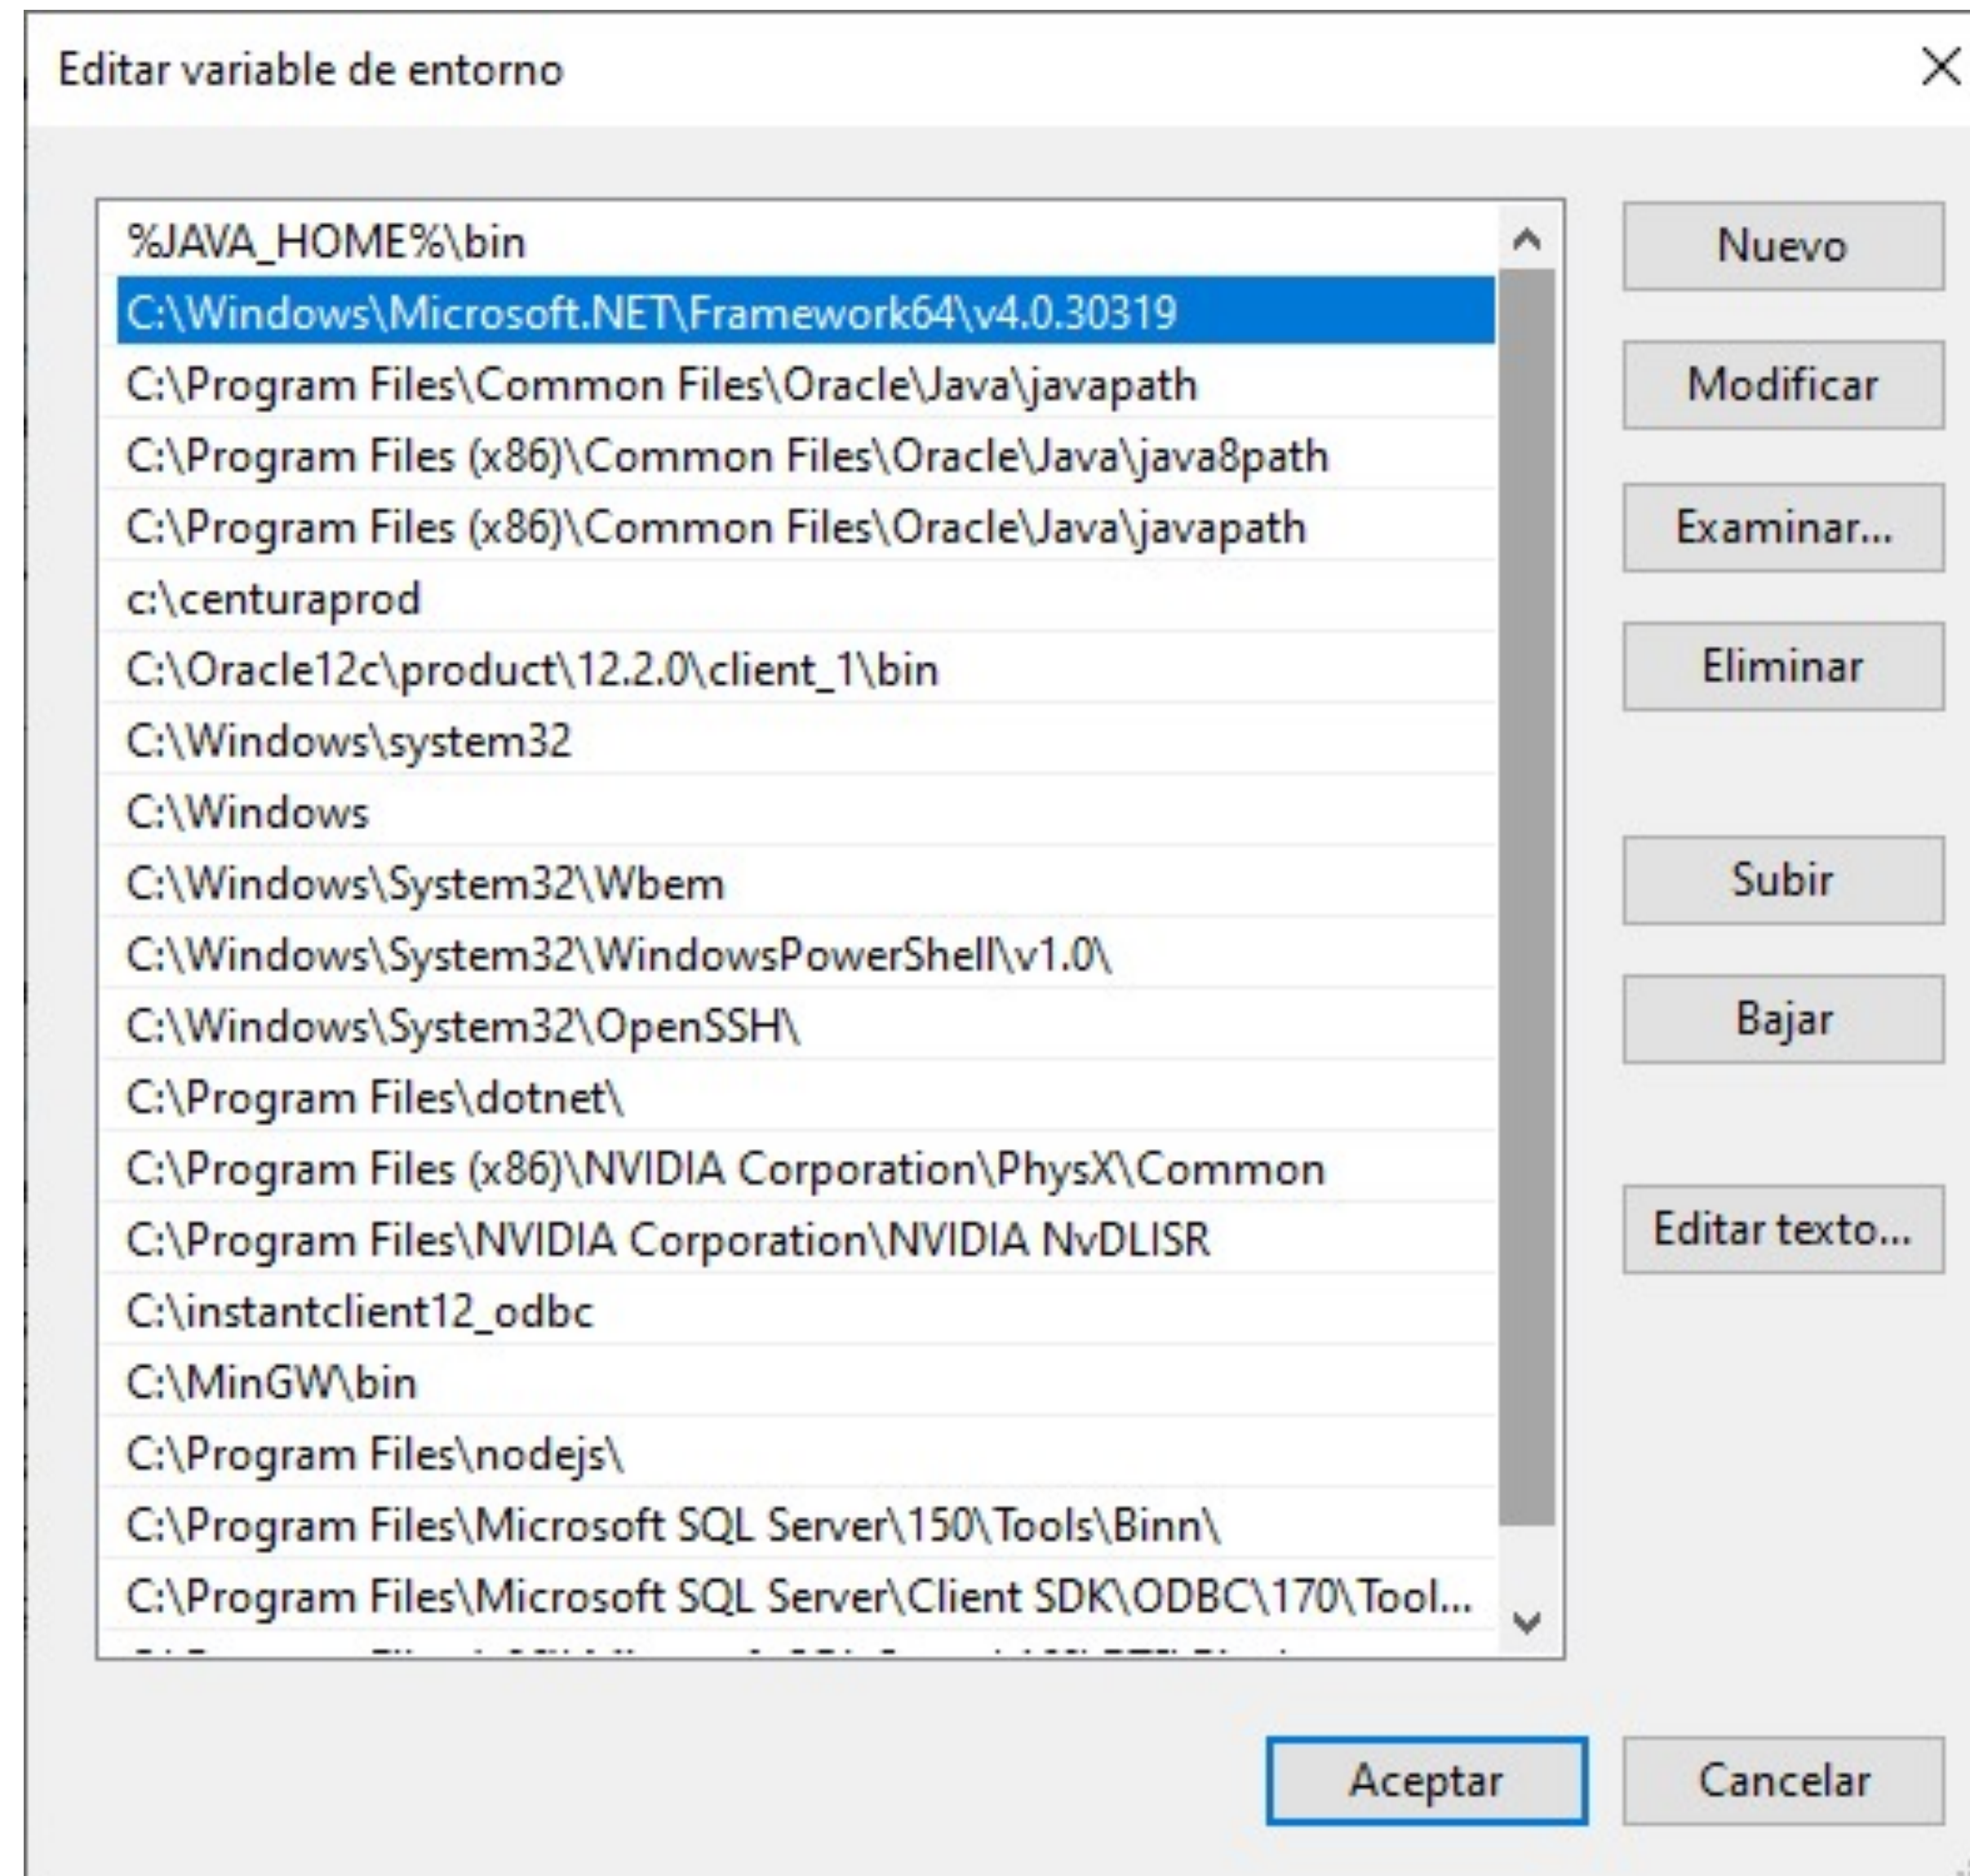 Editar variable de entorno
%JAVA_HOME%\bin
C:\Windows\Microsoft.NET\Framework64\v4.0.30319
C:\Program Files\Common Files\Oracle\Java\javapath
C:\Program Files (x86)\Common Files\Oracle\Java\java8path
C:\Program Files (x86)\Common Files\Oracle\Java\javapath
c:\centuraprod
C:\Oracle12c\product\12.2.0\client_1\bin
C:\Windows\system32
C:\Windows
C:\Windows\System32\Wbem
C:\Windows\System32\WindowsPowerShell\v1.0\
C:\Windows\System32\OpenSSH\
C:\Program Files\dotnet\
C:\Program Files (x86)\NVIDIA Corporation\PhysX\Common
C:\Program Files\NVIDIA Corporation\NVIDIA NvDLISR
C:\instantclient12_odbc
C:\MinGW\bin
C:\Program Files\nodejs\
C:\Program Files\Microsoft SQL Server\150\Tools\Binn\
C:\Program Files\Microsoft SQL Server\Client SDK\ODBC\170\Tool...
Nuevo
Modificar
Examinar...
Eliminar
Subir
Bajar
Editar texto...
Aceptar
Cancelar